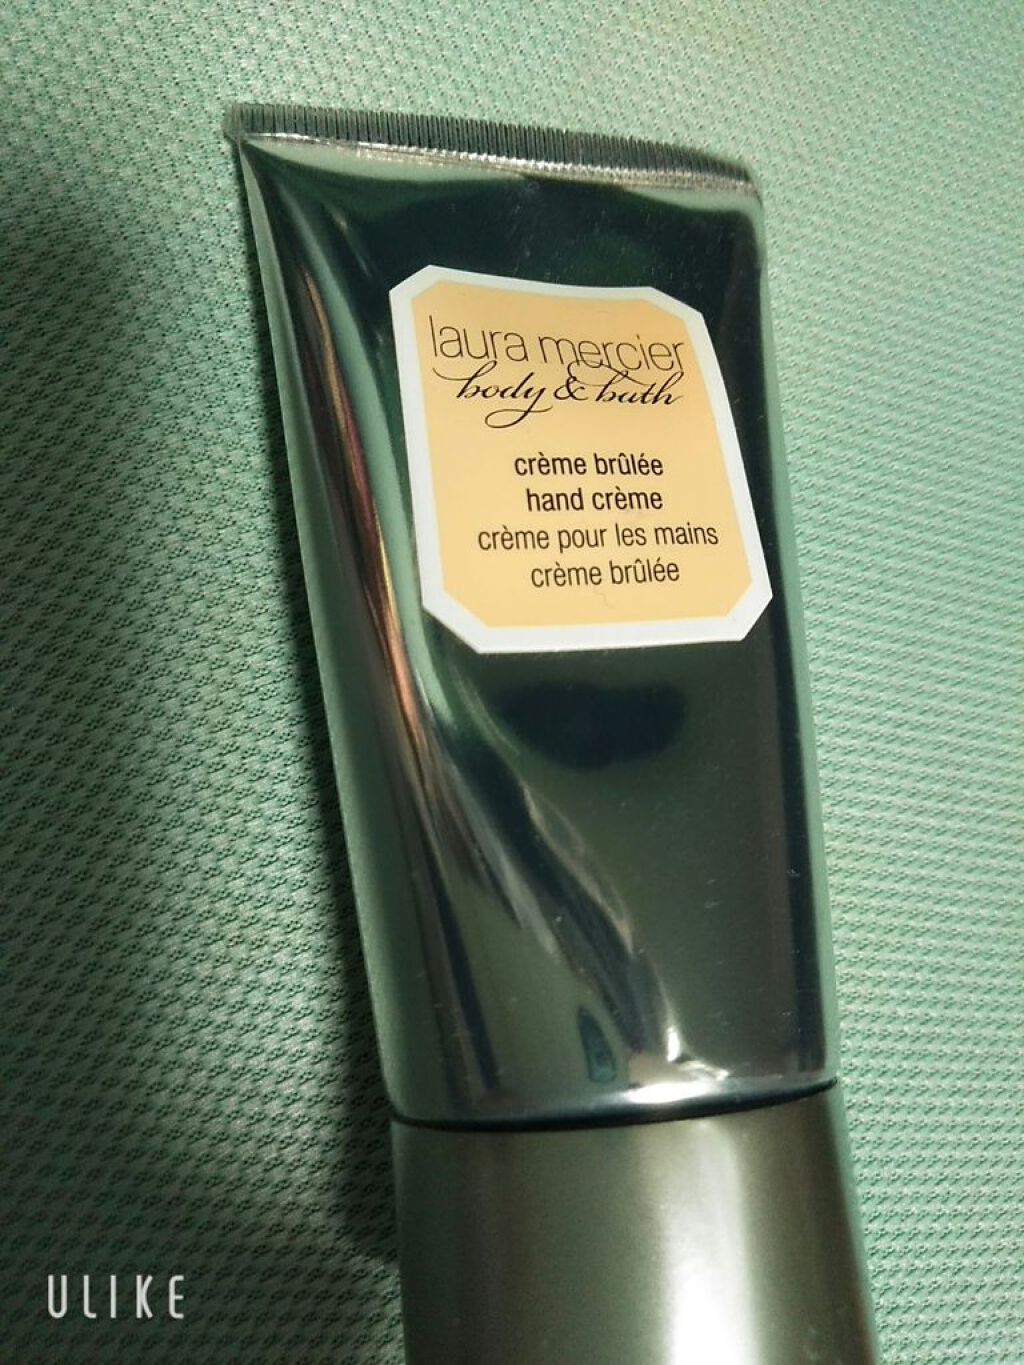 laura mercier
body & bath
crème brûlée
hand crème
crème pour les mains
crème brûlée
ULIKE